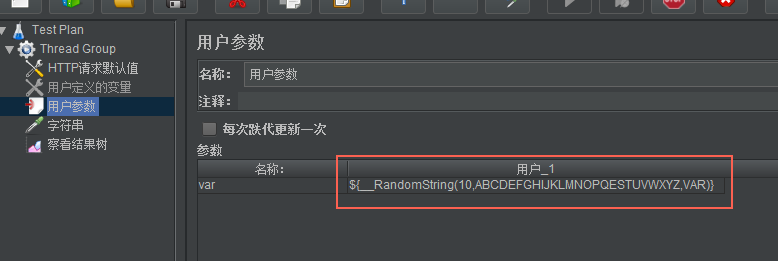 Test Plan
Thread Group
HTTP请求默认值
用户定义的变量
用户参数
字符串
察看结果树
用户参数
名称：
用户参数
注释：
每次跌代更新一次
参数
名称：
用户_1
var
${__RandomString(10,ABCDEFGHIJKLMNOPQESTUVWXYZ,VAR)}